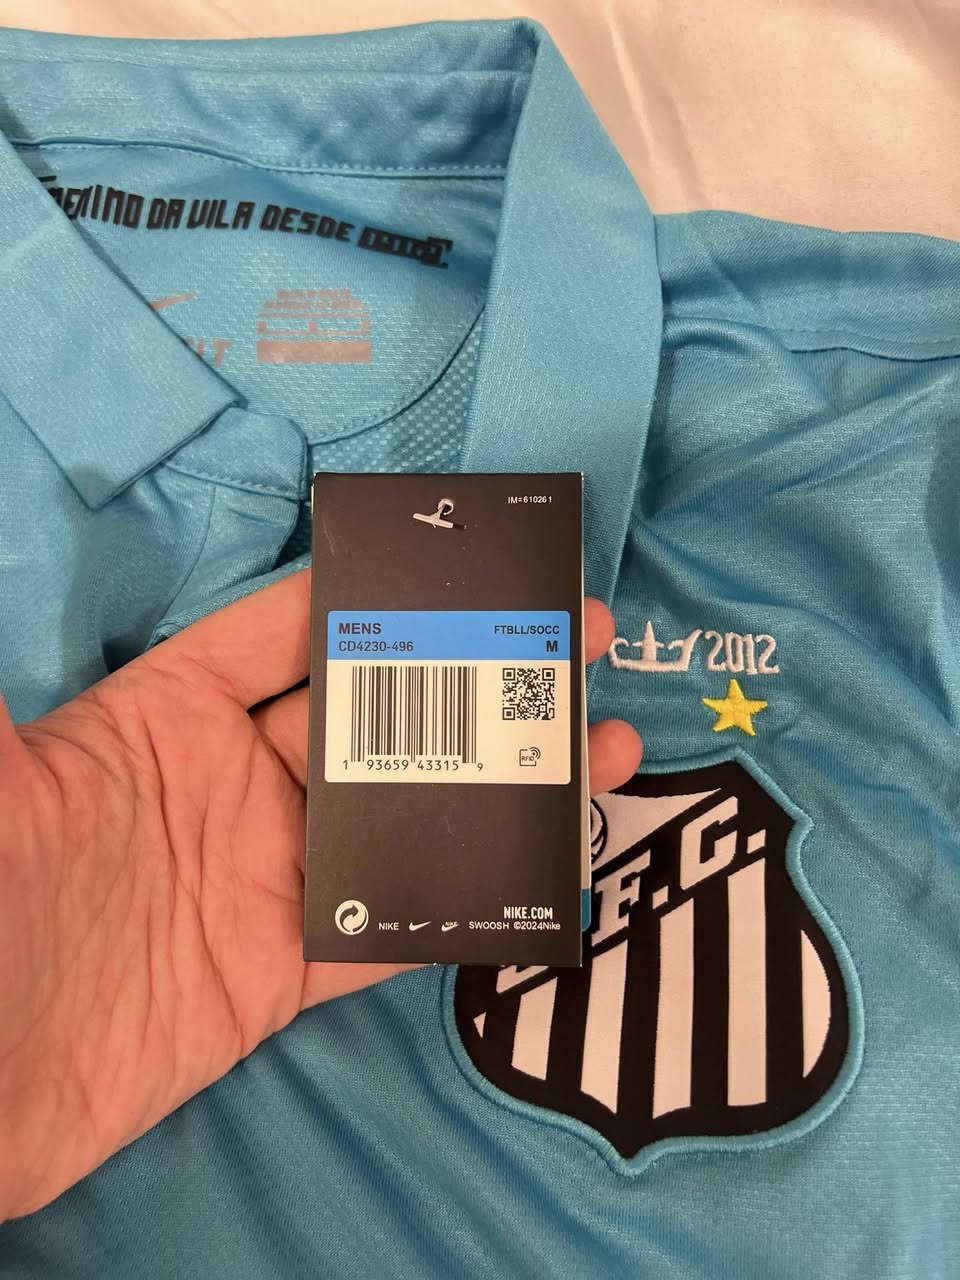 DA VILA DESDE
IM=610261
MENS
FTBLL/SOCC
CD4230-496
M
1 93659 43315 9
RFID
2012
F.C.
NIKE.COM
NIKE
SWOOSH ©2024Nike